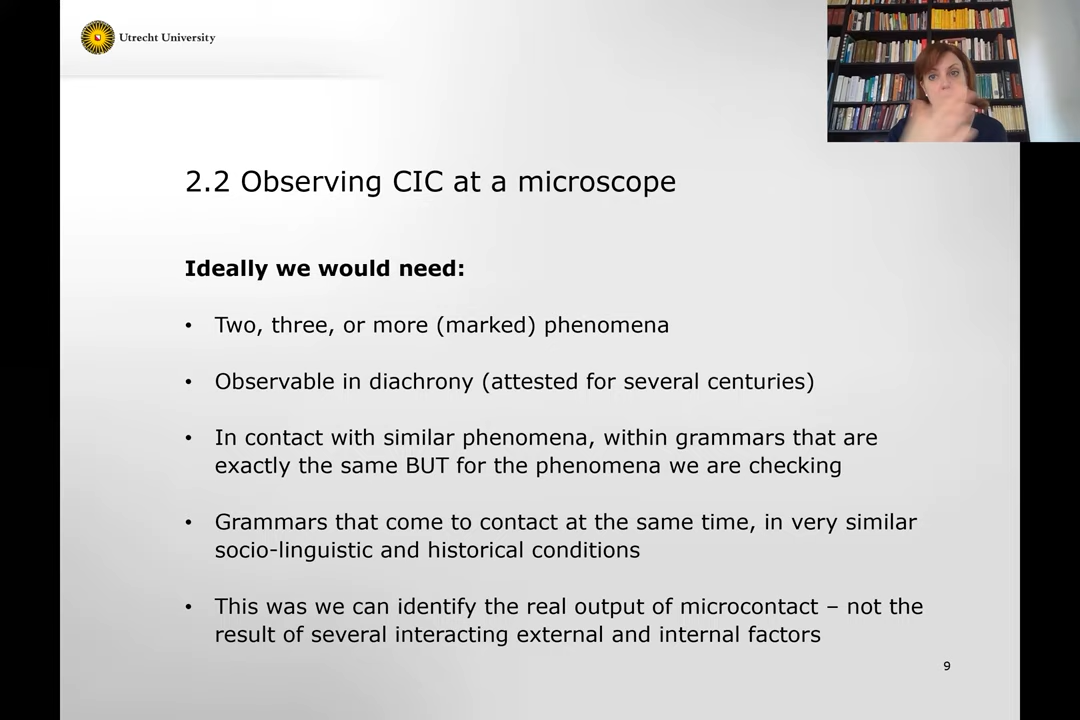 Utrecht University
2.2 Observing CIC at a microscope
Ideally we would need:
• Two, three, or more (marked) phenomena
• Observable in diachrony (attested for several centuries)
• In contact with similar phenomena, within grammars that are
exactly the same BUT for the phenomena we are checking
• Grammars that come to contact at the same time, in very similar
socio-linguistic and historical conditions
• This was we can identify the real output of microcontact – not the
result of several interacting external and internal factors
9